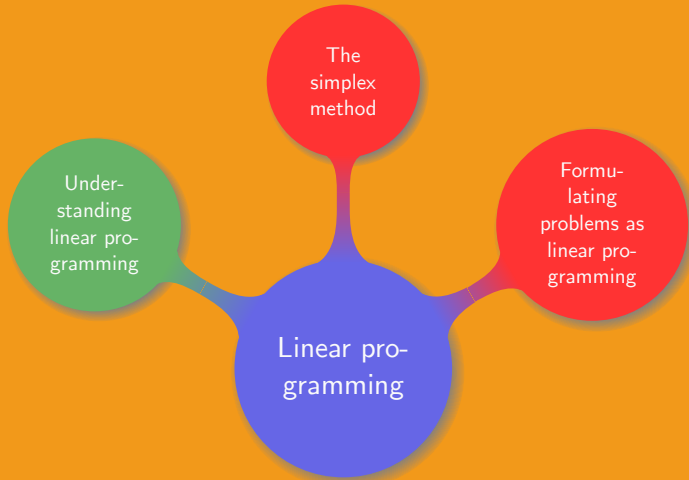 The
simplex
method
Under-
standing
linear pro-
gramming
Formu-
lating
problems as
linear pro-
gramming
Linear pro-
gramming